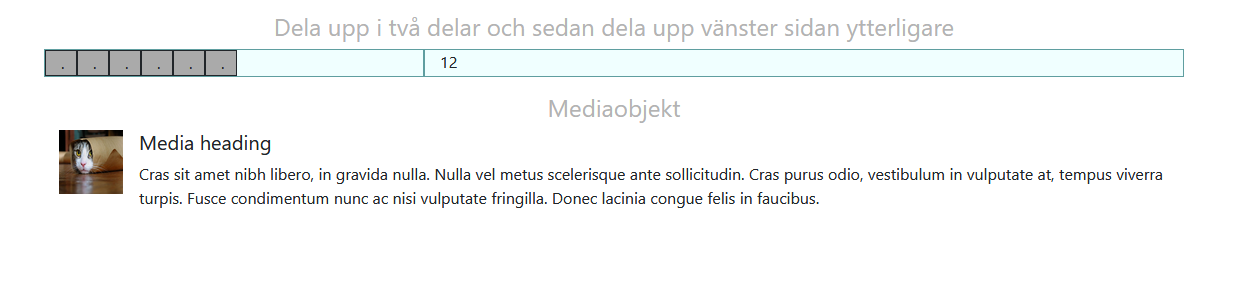 Dela upp i två delar och sedan dela upp vänster sidan ytterligare
. . . . . . 12
Mediaobjekt
Media heading
Cras sit amet nibh libero, in gravida nulla. Nulla vel metus scelerisque ante sollicitudin. Cras purus odio, vestibulum in vulputate at, tempus viverra
turpis. Fusce condimentum nunc ac nisi vulputate fringilla. Donec lacinia congue felis in faucibus.